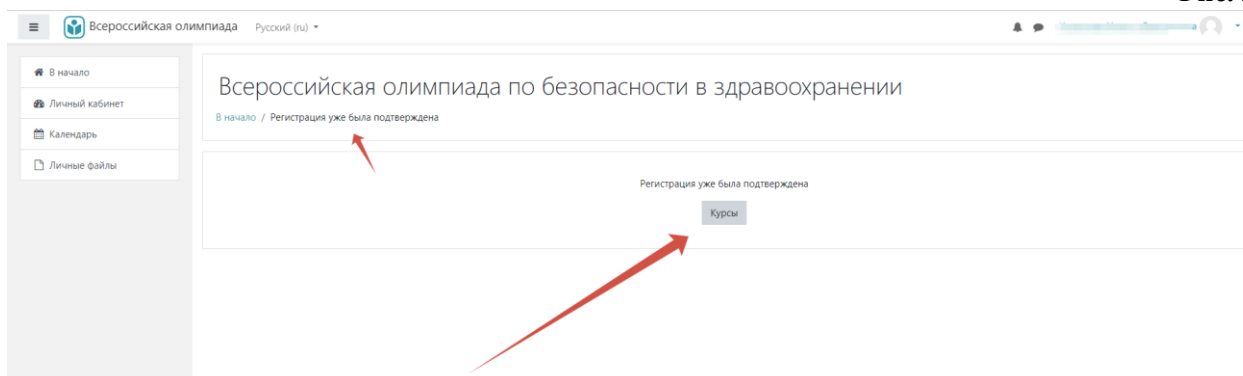 Всероссийская олимпиада Русский (ru)
В начало
Личный кабинет
Календарь
Личные файлы
Всероссийская олимпиада по безопасности в здравоохранении
В начало / Регистрация уже была подтверждена
Регистрация уже была подтверждена
Курсы